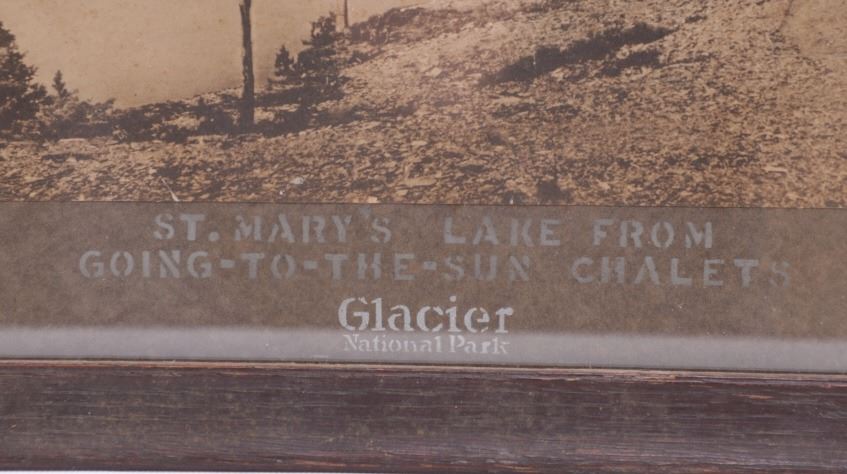 ST. MARY'S LAKE FROM
GOING-TO-THE-SUN CHALETS
Glacier
National Park